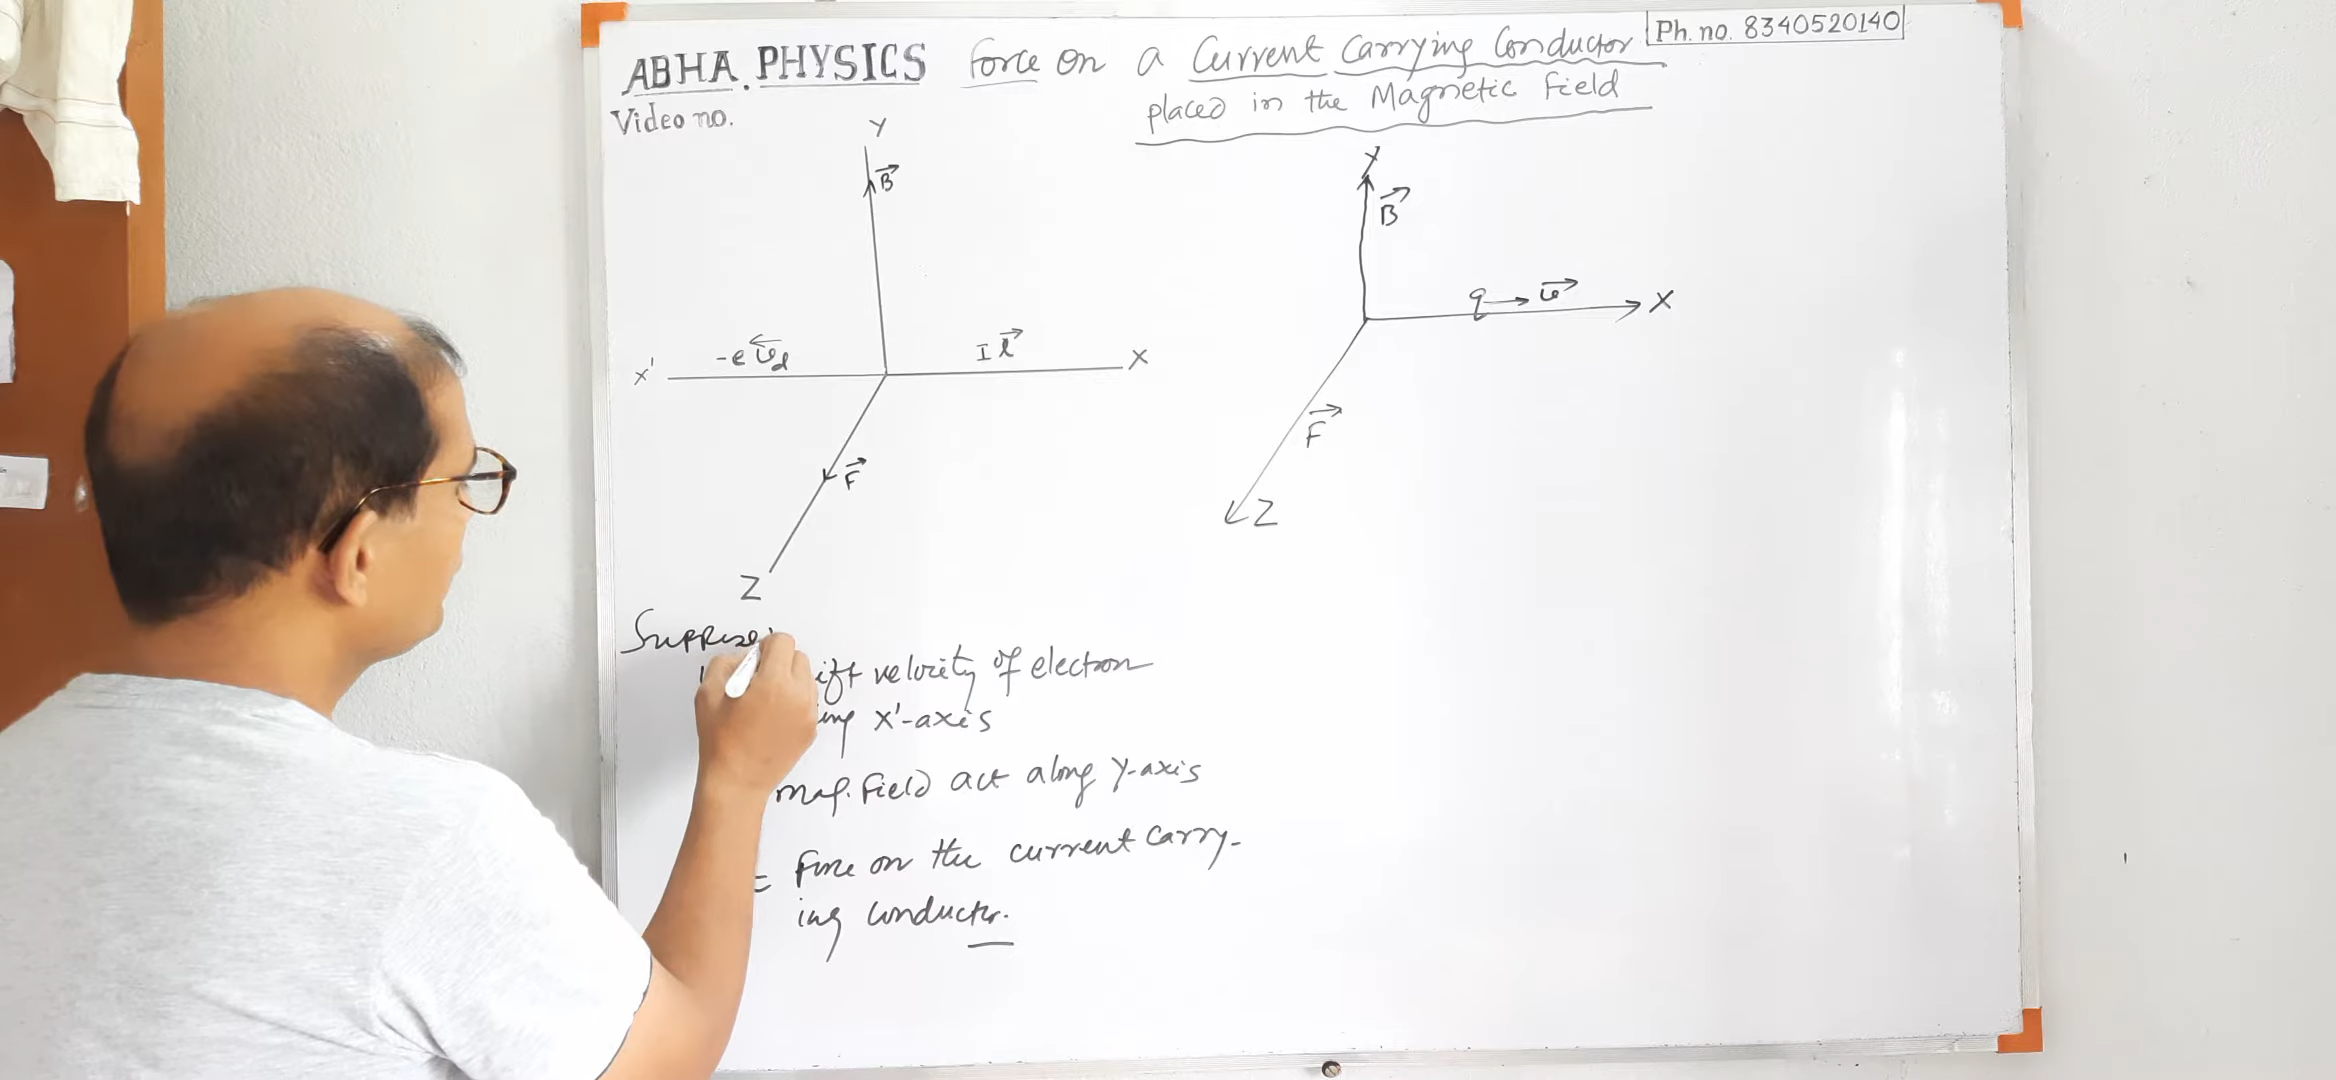 ABHA PHYSICS Force on a Current Carrying Conductor
placed in the Magnetic Field
Ph. no. 8340520140
Video no.
Y
B
-e vd
I l
X'
X
F
Z
Y
B
q v
X
F
Z
Suppose
velocity of electron
X'-axis
mag. field act along Y-axis
= Force on the current carry-
ing conductor.